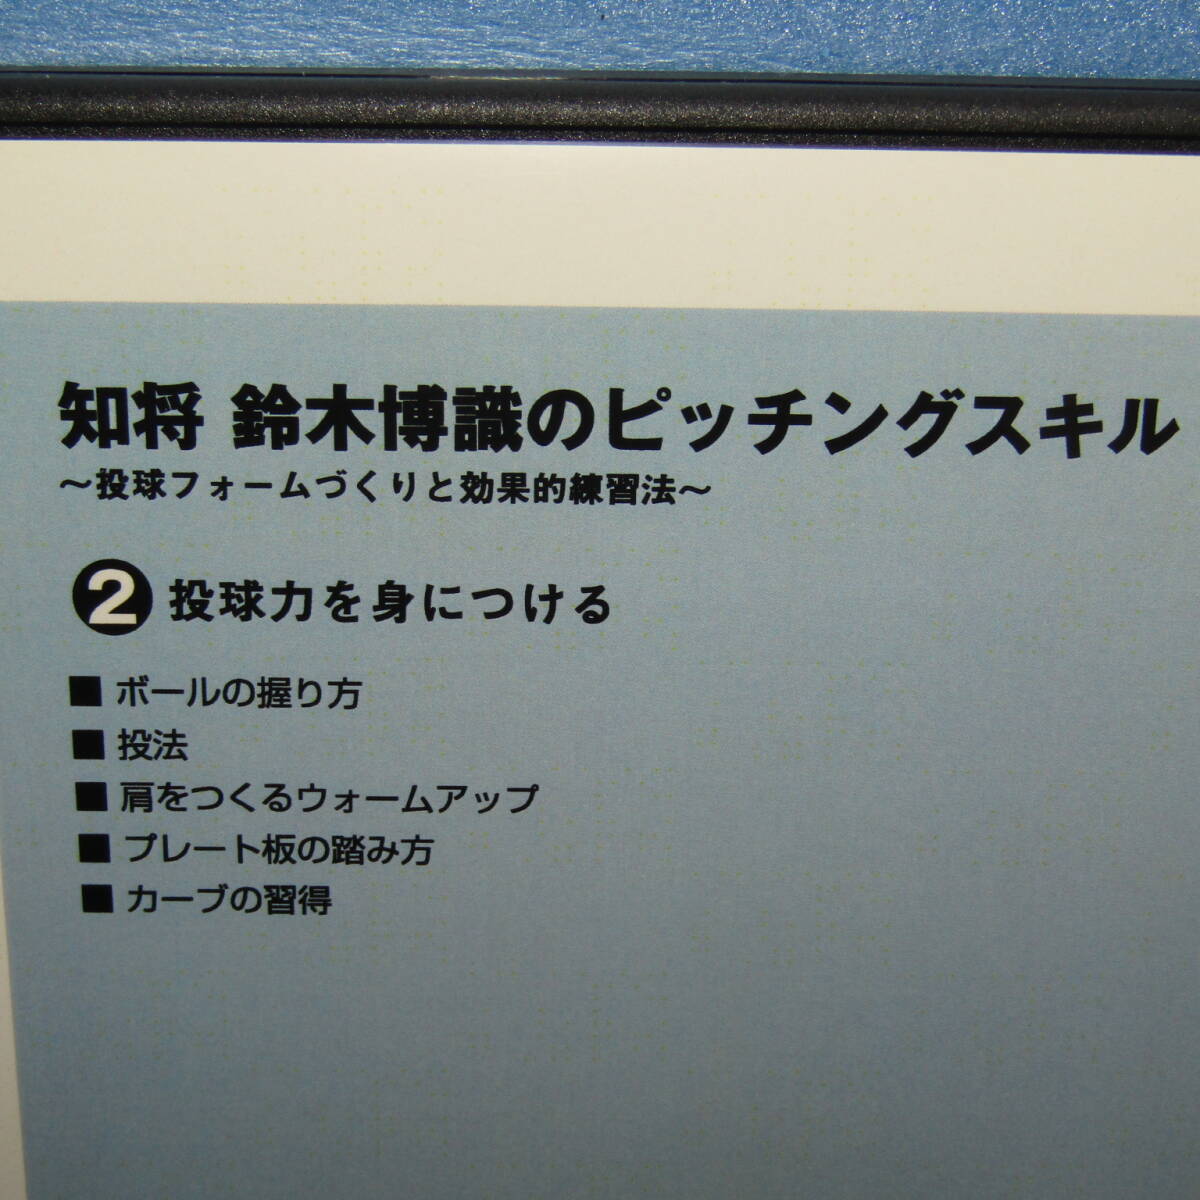 知将 鈴木博識のピッチングスキル
～投球フォームづくりと効果的練習法～
❷ 投球力を身につける
■ ボールの握り方
■ 投法
■ 肩をつくるウォームアップ
■ プレート板の踏み方
■ カーブの習得